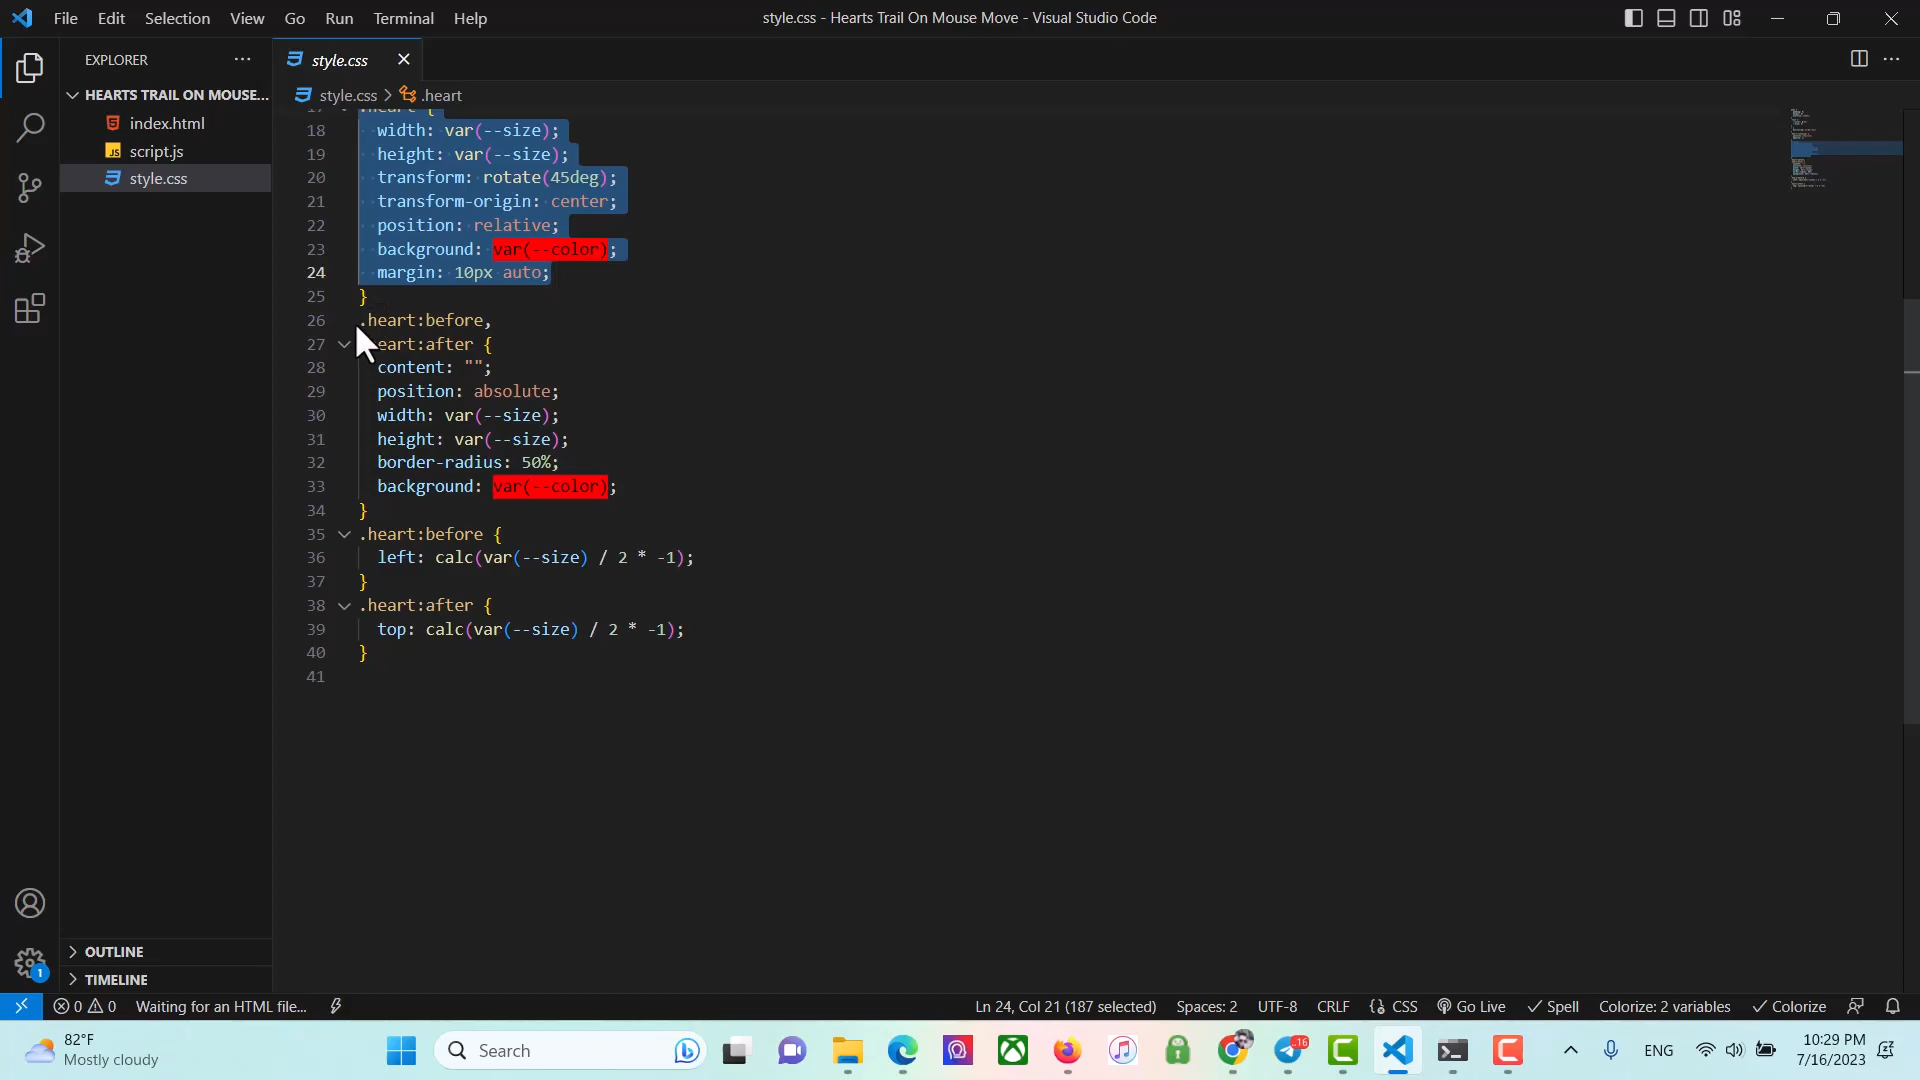 File Edit Selection View Go Run Terminal Help
style.css - Hearts Trail On Mouse Move - Visual Studio Code
EXPLORER
style.css
HEARTS TRAIL ON MOUSE...
style.css > .heart
index.html
script.js
style.css
.heart {
18 width: var(--size);
19 height: var(--size);
20 transform: rotate(45deg);
21 transform-origin: center;
22 position: relative;
23 background: var(--color);
24 margin: 10px auto;
25 }
26 .heart:before,
27 eart:after {
28 content: "";
29 position: absolute;
30 width: var(--size);
31 height: var(--size);
32 border-radius: 50%;
33 background: var(--color);
34 }
35 .heart:before {
36 left: calc(var(--size) / 2 * -1);
37 }
38 .heart:after {
39 top: calc(var(--size) / 2 * -1);
40 }
41
1
OUTLINE
TIMELINE
0 0 Waiting for an HTML file...
Ln 24, Col 21 (187 selected) Spaces: 2 UTF-8 CRLF {} CSS Go Live Spell Colorize: 2 variables Colorize
82°F
Mostly cloudy
Search
16
ENG
10:29 PM
7/16/2023